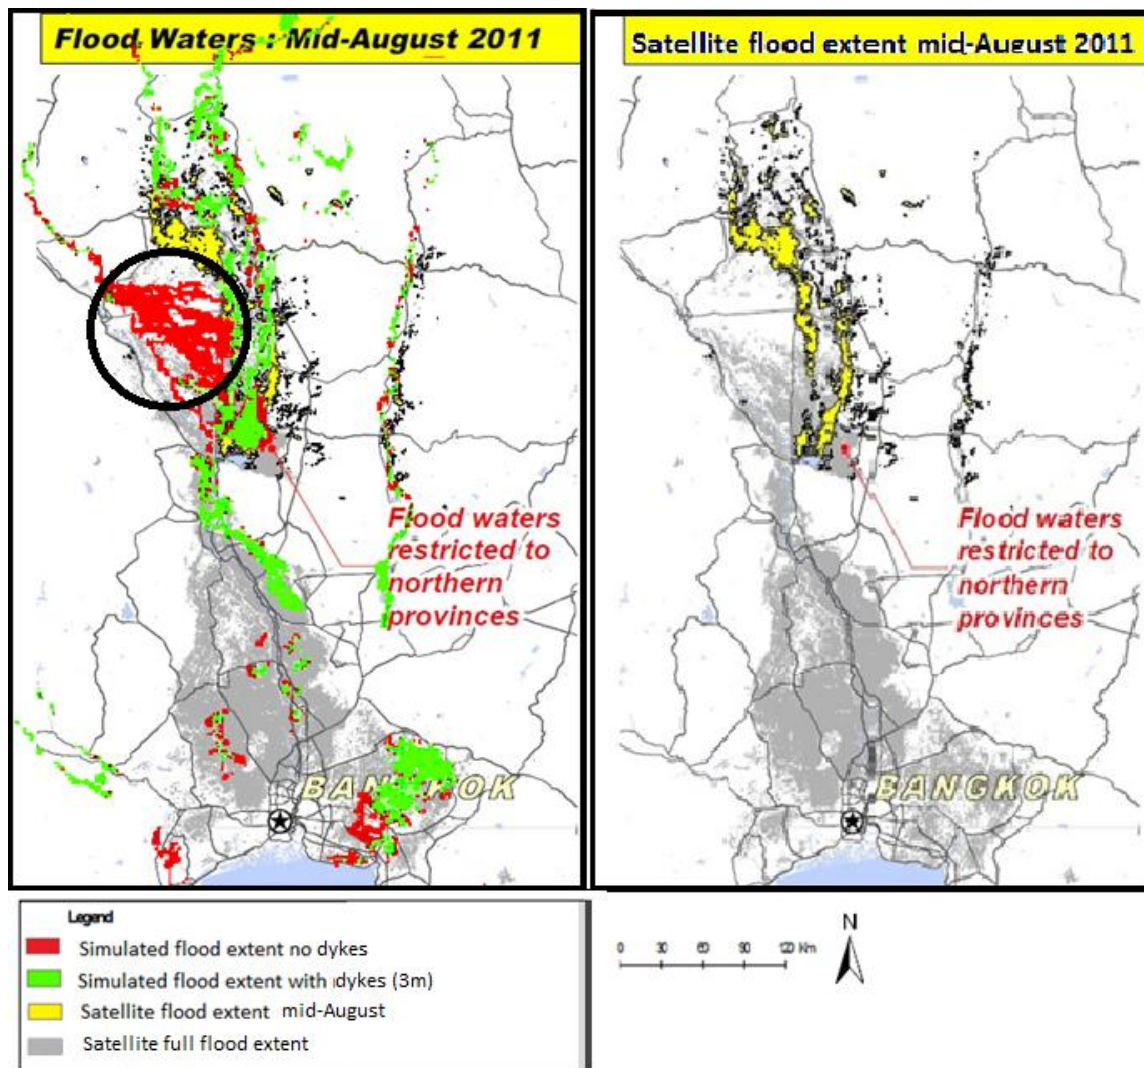 Flood Waters : Mid-August 2011
Satellite flood extent mid-August 2011
Flood waters
restricted to
northern
provinces
BANGKOK
Flood waters
restricted to
northern
provinces
BANGKOK
Legend
Simulated flood extent no dykes
Simulated flood extent with dykes (3m)
Satellite flood extent mid-August
Satellite full flood extent
N
0 30 60 90 120 Km